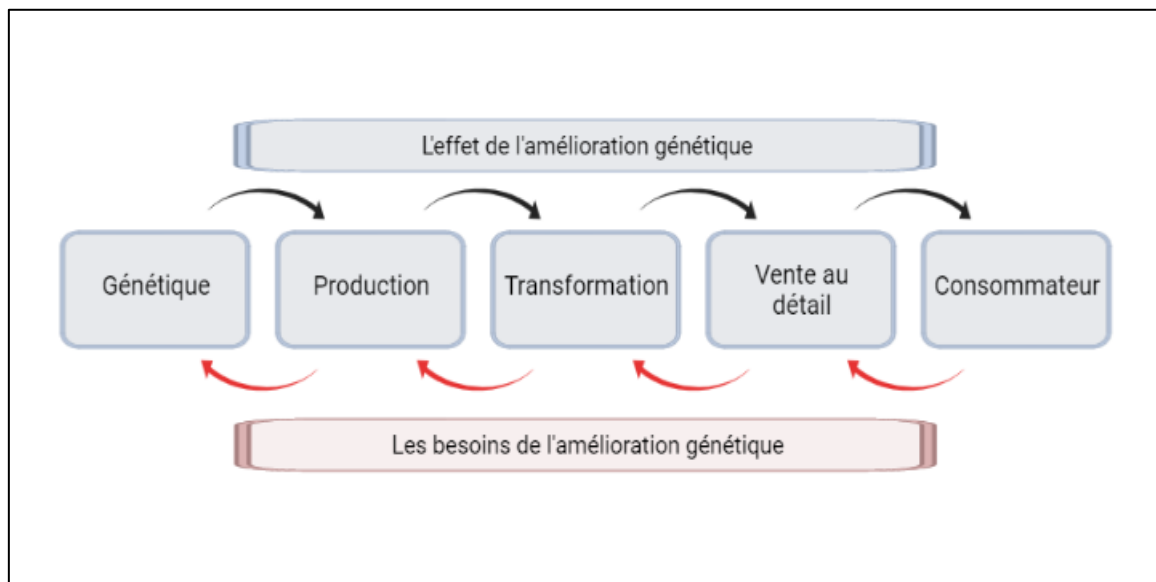 L'effet de l'amélioration génétique
Génétique
Production
Transformation
Vente au
détail
Consommateur
Les besoins de l'amélioration génétique